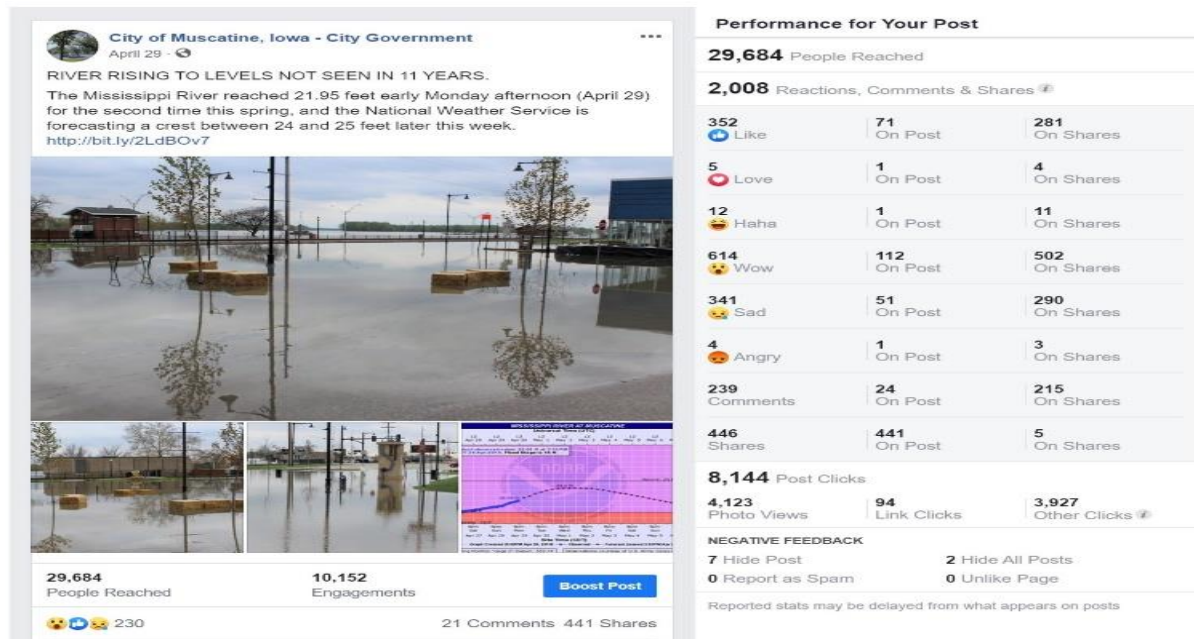 City of Muscatine, Iowa - City Government
April 29
RIVER RISING TO LEVELS NOT SEEN IN 11 YEARS.
The Mississippi River reached 21.95 feet early Monday afternoon (April 29)
for the second time this spring, and the National Weather Service is
forecasting a crest between 24 and 25 feet later this week.
http://bit.ly/2LdBOv7
MISSISSIPPI RIVER AT MUSCATINE
Universal Time (UTC)
NOAA
29,684
People Reached
10,152
Engagements
Boost Post
230
21 Comments 441 Shares
Performance for Your Post
29,684 People Reached
2,008 Reactions, Comments & Shares
352 71 281
Like On Post On Shares
5 1 4
Love On Post On Shares
12 1 11
Haha On Post On Shares
614 112 502
Wow On Post On Shares
341 51 290
Sad On Post On Shares
4 1 3
Angry On Post On Shares
239 24 215
Comments On Post On Shares
446 441 5
Shares On Post On Shares
8,144 Post Clicks
4,123 94 3,927
Photo Views Link Clicks Other Clicks
NEGATIVE FEEDBACK
7 Hide Post 2 Hide All Posts
0 Report as Spam 0 Unlike Page
Reported stats may be delayed from what appears on posts